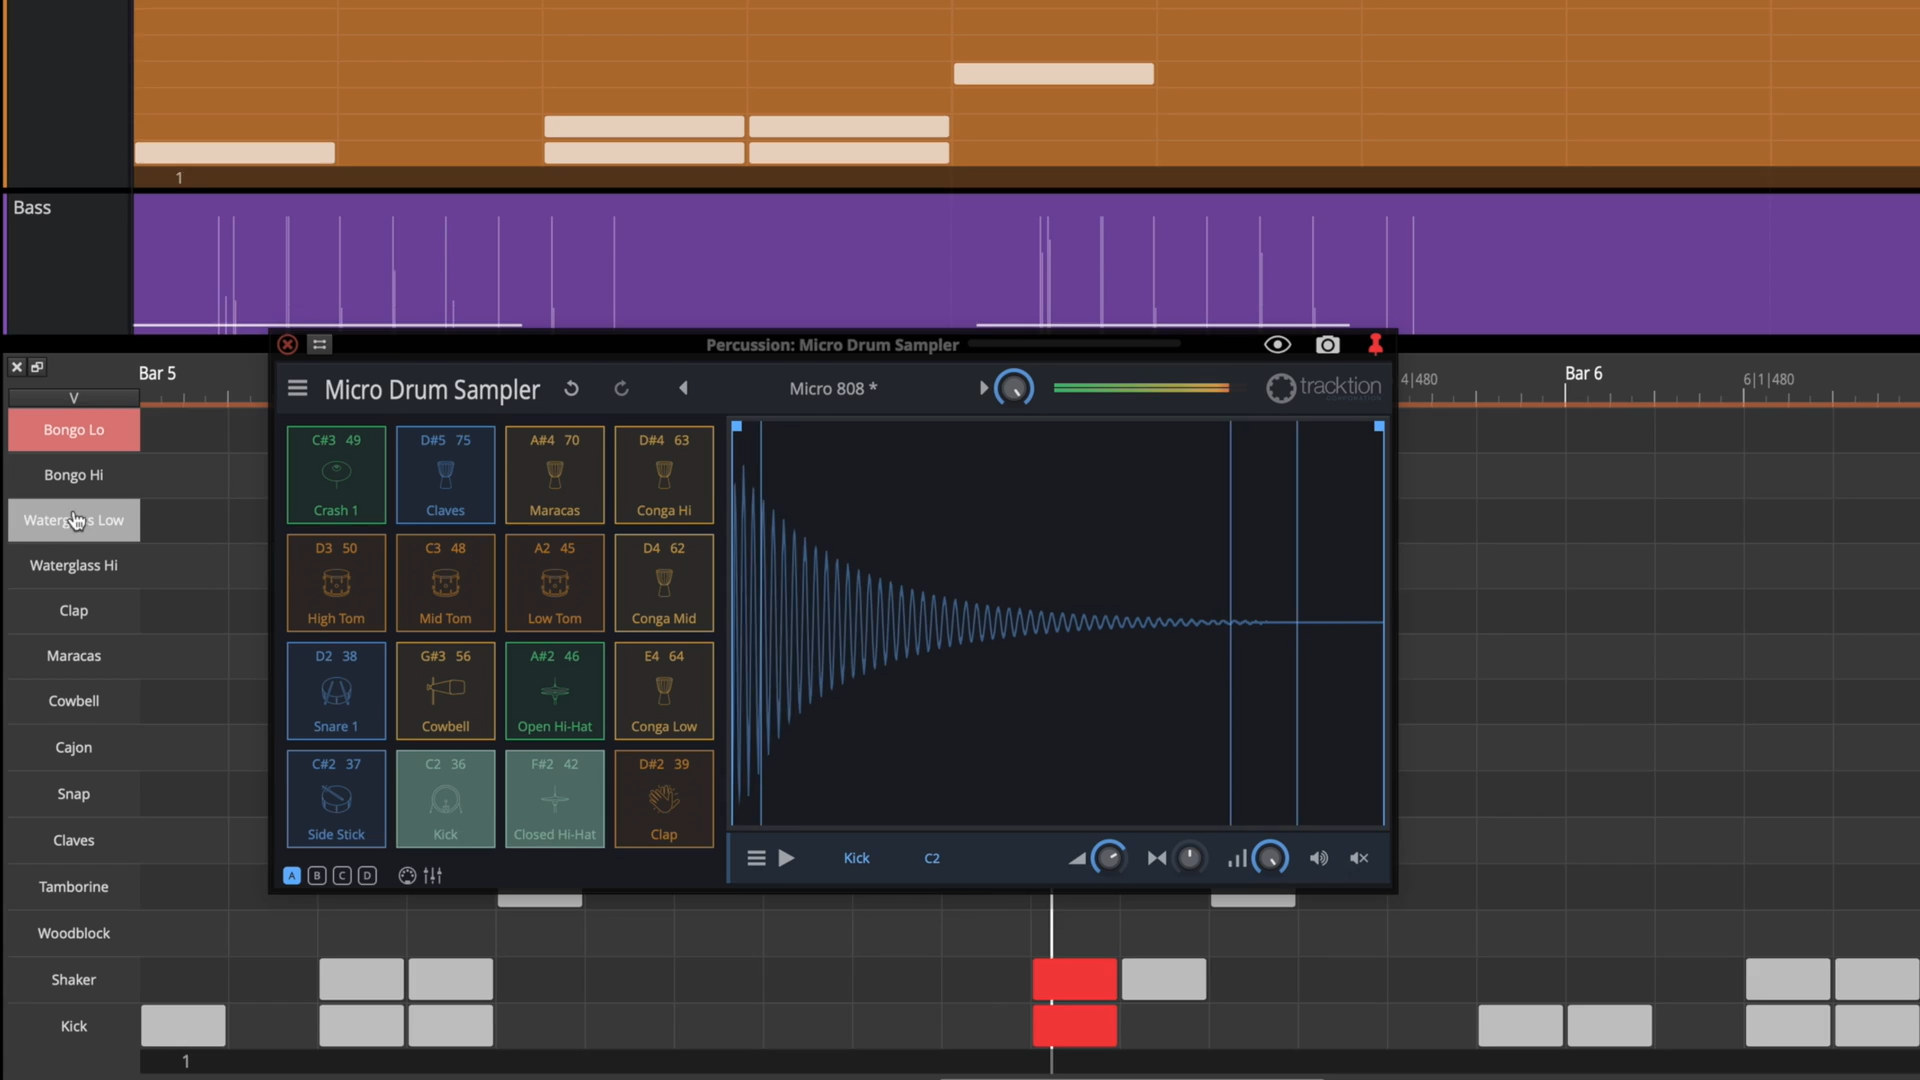 1
Bass
Percussion: Micro Drum Sampler
Bar 5
Micro Drum Sampler
Micro 808 *
tracktion
CORPORATION
4|480
Bar 6
6|1|480
V
Bongo Lo
Bongo Hi
Waterglass Low
Waterglass Hi
Clap
Maracas
Cowbell
Cajon
Snap
Claves
Tamborine
Woodblock
Shaker
Kick
C#3 49
Crash 1
D#5 75
Claves
A#4 70
Maracas
D#4 63
Conga Hi
D3 50
High Tom
C3 48
Mid Tom
A2 45
Low Tom
D4 62
Conga Mid
D2 38
Snare 1
G#3 56
Cowbell
A#2 46
Open Hi-Hat
E4 64
Conga Low
C#2 37
Side Stick
C2 36
Kick
F#2 42
Closed Hi-Hat
D#2 39
Clap
A B C D
Kick C2
1